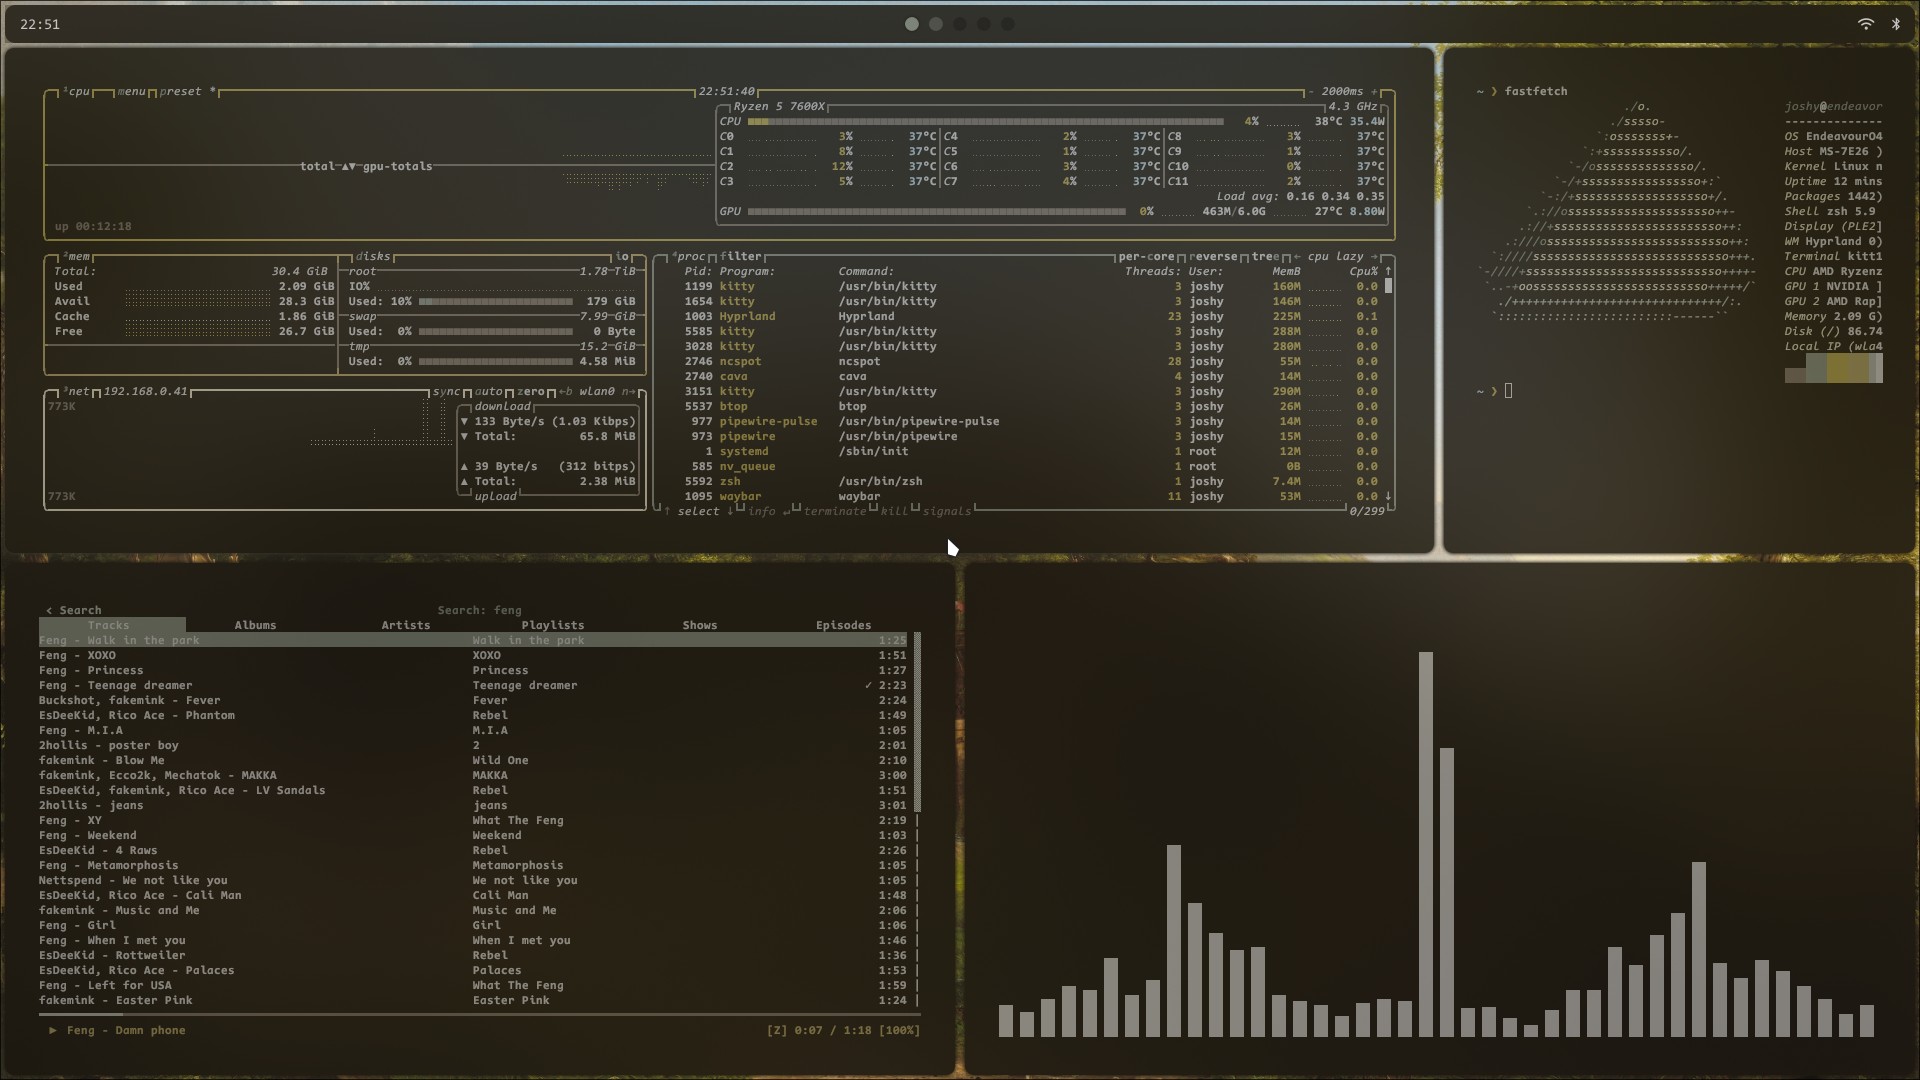 22:51
¹cpu menu preset * 22:51:40 - 2000ms +
Ryzen 5 7600X 4.3 GHz
CPU 4% 38°C 35.4W
C0 3% 37°C C4 2% 37°C C8 3% 37°C
C1 8% 37°C C5 1% 37°C C9 1% 37°C
total ▲▼ gpu-totals
C2 12% 37°C C6 3% 37°C C10 0% 37°C
C3 5% 37°C C7 4% 37°C C11 2% 37°C
Load avg: 0.16 0.34 0.35
GPU 0% 463M/6.0G 27°C 8.80W
up 00:12:18
²mem disks io
Total: 30.4 GiB root 1.78 TiB
Used 2.09 GiB IO%
Avail 28.3 GiB Used: 10% 179 GiB
Cache 1.86 GiB swap 7.99 GiB
Free 26.7 GiB Used: 0% 0 Byte
tmp 15.2 GiB
Used: 0% 4.58 MiB
³net 192.168.0.41 sync auto zero ←b wlan0 n→
773K download
▼ 133 Byte/s (1.03 Kibps)
▼ Total: 65.8 MiB
▲ 39 Byte/s (312 bitps)
▲ Total: 2.38 MiB
773K upload
⁴proc filter per-core reverse tree ← cpu lazy →
Pid: Program: Command: Threads: User: MemB Cpu% ↑
1199 kitty /usr/bin/kitty 3 joshy 160M 0.0
1654 kitty /usr/bin/kitty 3 joshy 146M 0.0
1003 Hyprland Hyprland 23 joshy 225M 0.1
5585 kitty /usr/bin/kitty 3 joshy 288M 0.0
3028 kitty /usr/bin/kitty 3 joshy 280M 0.0
2746 ncspot ncspot 28 joshy 55M 0.0
2740 cava cava 4 joshy 14M 0.0
3151 kitty /usr/bin/kitty 3 joshy 290M 0.0
5537 btop btop 3 joshy 26M 0.0
977 pipewire-pulse /usr/bin/pipewire-pulse 3 joshy 14M 0.0
973 pipewire /usr/bin/pipewire 3 joshy 15M 0.0
1 systemd /sbin/init 1 root 12M 0.0
585 nv_queue 1 root 0B 0.0
5592 zsh /usr/bin/zsh 1 joshy 7.4M 0.0
1095 waybar waybar 11 joshy 53M 0.0 ↓
↑ select ↓ info ↵ terminate kill signals 0/299
~ ❯ fastfetch
./o. joshy@endeavor
./sssso- --------------
`:osssssss+- OS EndeavourO4
`:+sssssssssso/. Host MS-7E26 )
`-/ossssssssssssso/. Kernel Linux n
`-/+sssssssssssssssso+:` Uptime 12 mins
`-:/+sssssssssssssssssso+/. Packages 1442)
`.://osssssssssssssssssssso++- Shell zsh 5.9
.://+ssssssssssssssssssssssso++: Display (PLE2]
.:///ossssssssssssssssssssssssso++: WM Hyprland 0)
`:////ssssssssssssssssssssssssssso+++. Terminal kitt1
`-////+ssssssssssssssssssssssssssso++++- CPU AMD Ryzenz
`..-+oosssssssssssssssssssssssso+++++/` GPU 1 NVIDIA ]
./++++++++++++++++++++++++++++++/:. GPU 2 AMD Rap]
`:::::::::::::::::::::::::------`` Memory 2.09 G)
Disk (/) 86.74
Local IP (wla4
~ ❯
< Search Search: feng
Tracks Albums Artists Playlists Shows Episodes
Feng - Walk in the park Walk in the park 1:25
Feng - XOXO XOXO 1:51
Feng - Princess Princess 1:27
Feng - Teenage dreamer Teenage dreamer ✓ 2:23
Buckshot, fakemink - Fever Fever 2:24
EsDeeKid, Rico Ace - Phantom Rebel 1:49
Feng - M.I.A M.I.A 1:05
2hollis - poster boy 2 2:01
fakemink - Blow Me Wild One 2:10
fakemink, Ecco2k, Mechatok - MAKKA MAKKA 3:00
EsDeeKid, fakemink, Rico Ace - LV Sandals Rebel 1:51
2hollis - jeans jeans 3:01
Feng - XY What The Feng 2:19
Feng - Weekend Weekend 1:03
EsDeeKid - 4 Raws Rebel 2:26
Feng - Metamorphosis Metamorphosis 1:05
Nettspend - We not like you We not like you 1:05
EsDeeKid, Rico Ace - Cali Man Cali Man 1:48
fakemink - Music and Me Music and Me 2:06
Feng - Girl Girl 1:06
Feng - When I met you When I met you 1:46
EsDeeKid - Rottweiler Rebel 1:36
EsDeeKid, Rico Ace - Palaces Palaces 1:53
Feng - Left for USA What The Feng 1:59
fakemink - Easter Pink Easter Pink 1:24
▶ Feng - Damn phone [Z] 0:07 / 1:18 [100%]